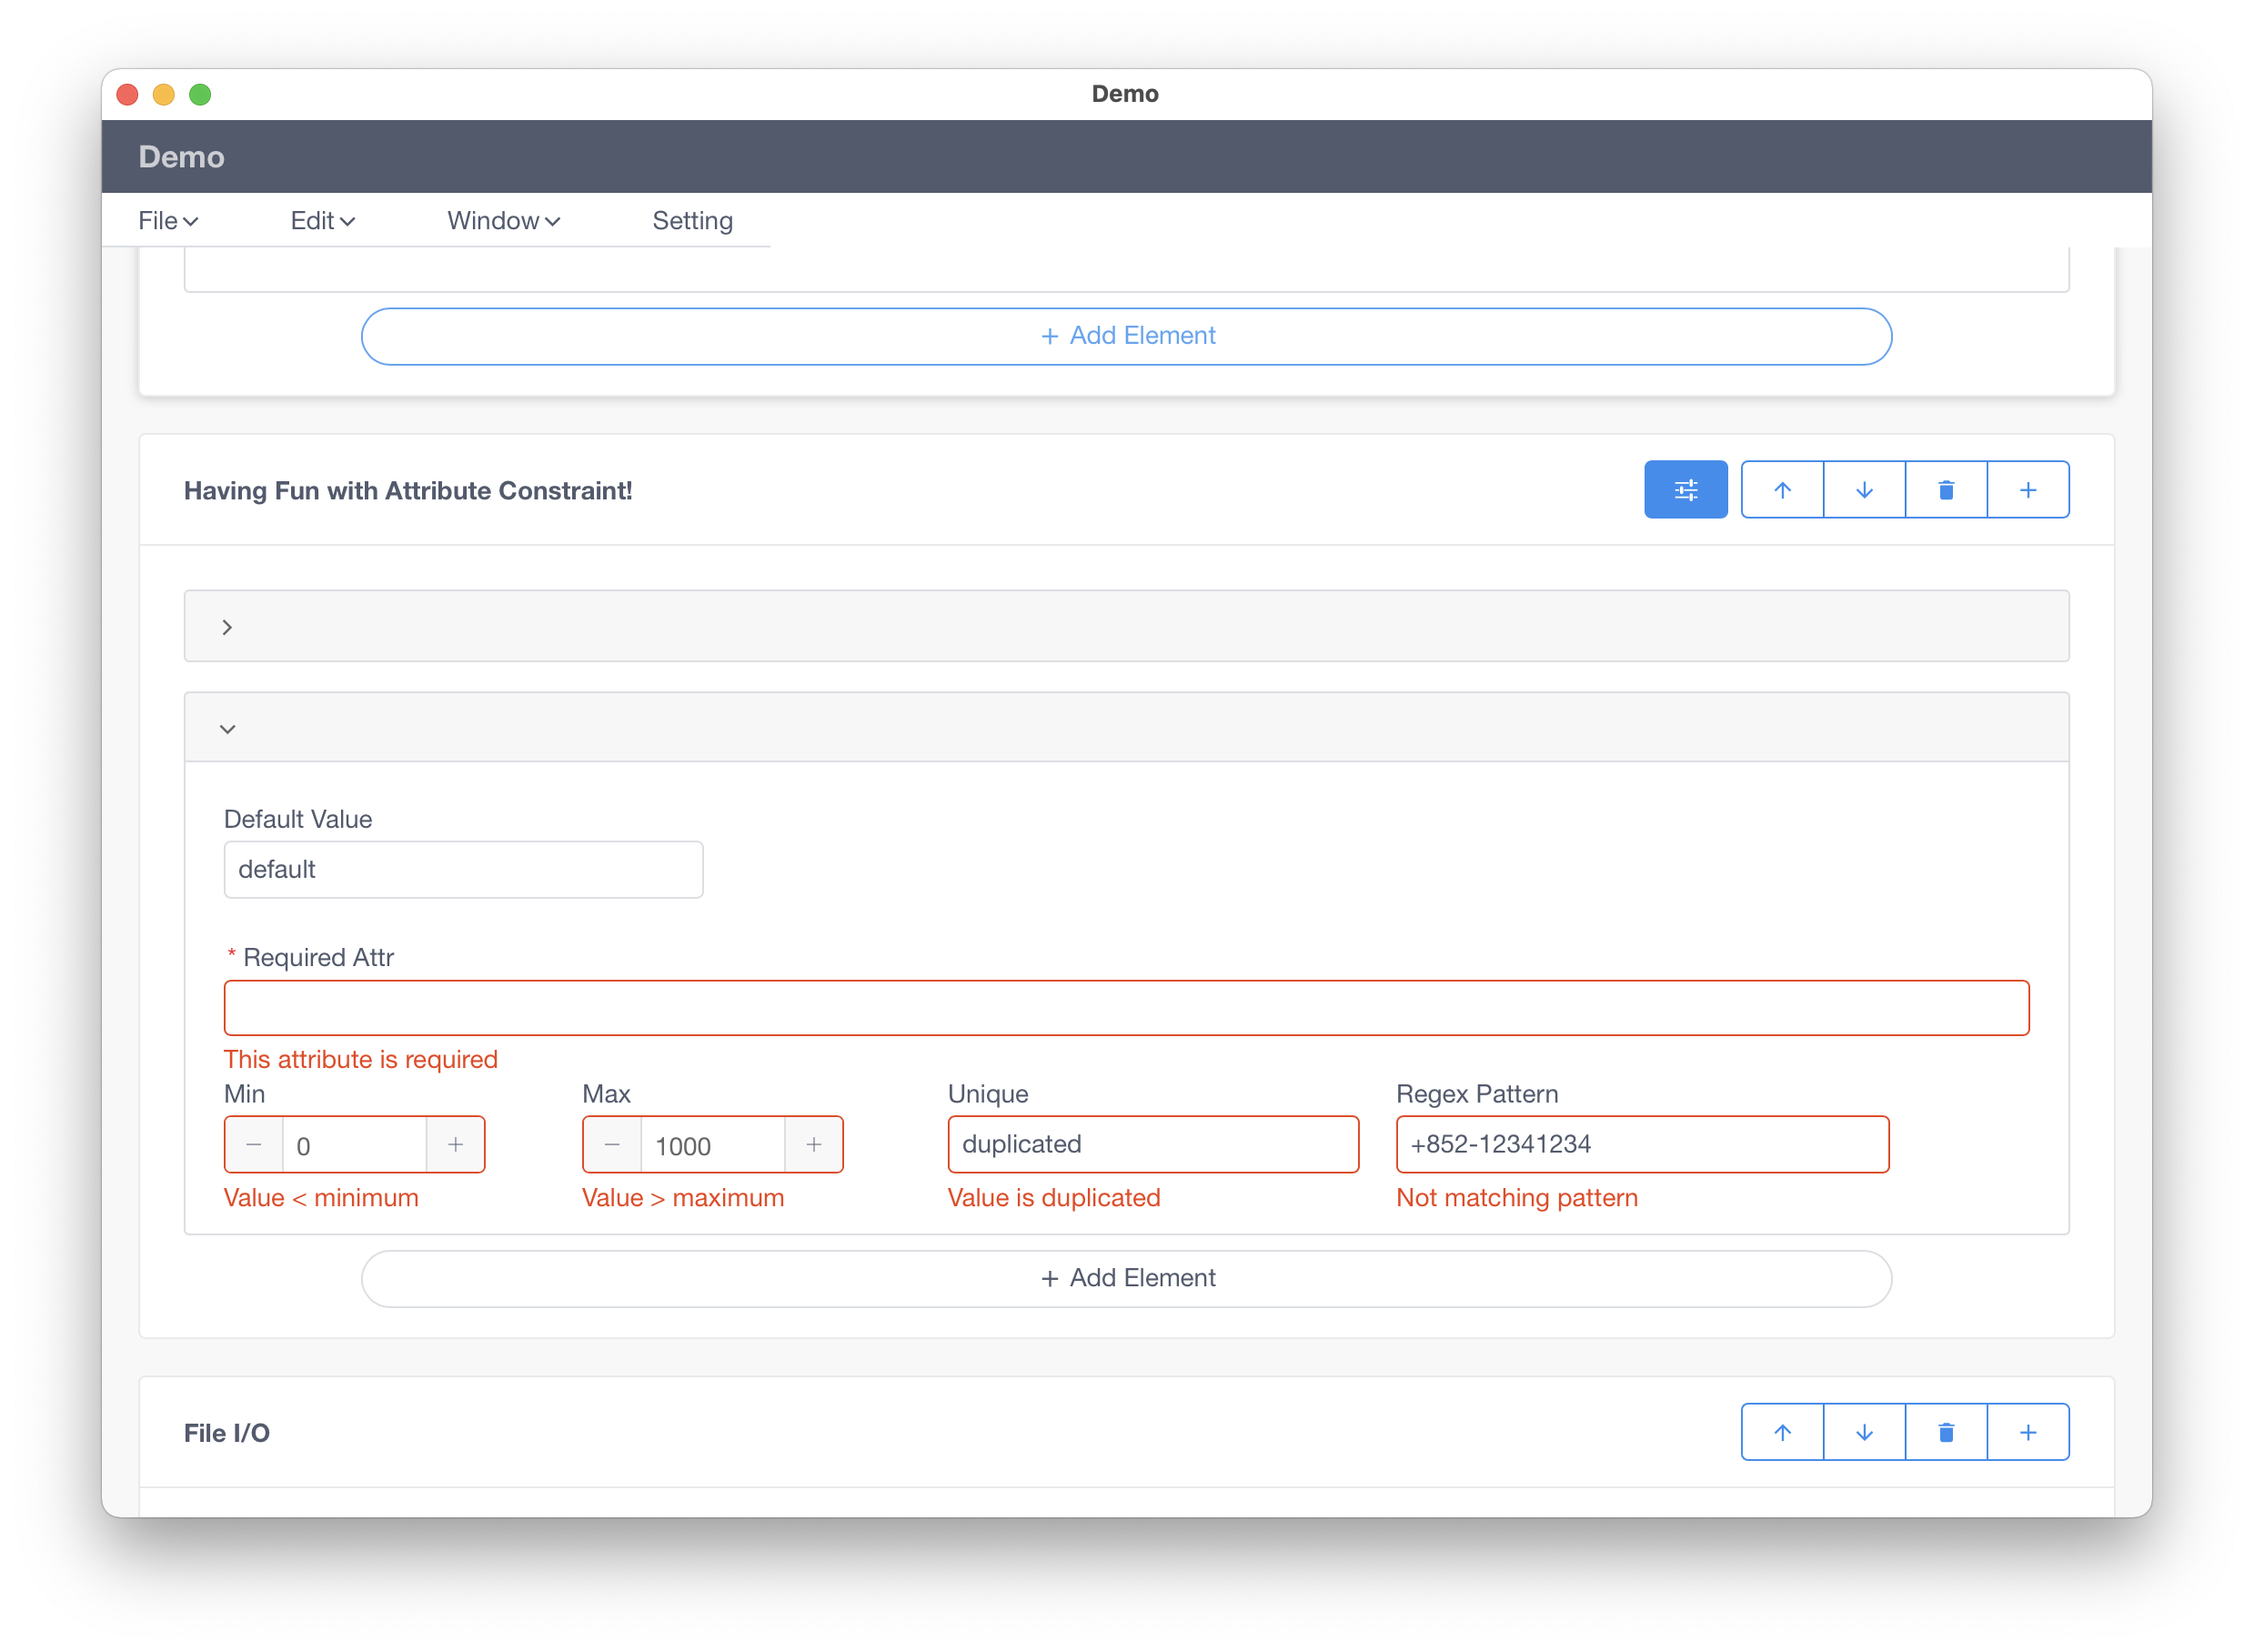 Demo
Demo
File Edit Window Setting
+ Add Element
Having Fun with Attribute Constraint!
Default Value
default
* Required Attr
This attribute is required
Min Max Unique Regex Pattern
− 0 + − 1000 + duplicated +852-12341234
Value < minimum Value > maximum Value is duplicated Not matching pattern
+ Add Element
File I/O